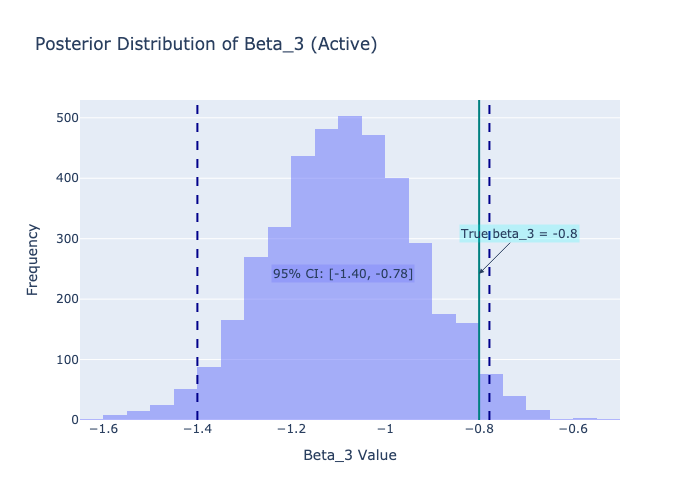 Posterior Distribution of Beta_3 (Active)
500
400
300
200
100
0
Frequency
True beta_3 = -0.8
95% CI: [-1.40, -0.78]
−1.6
−1.4
−1.2
−1
−0.8
−0.6
Beta_3 Value